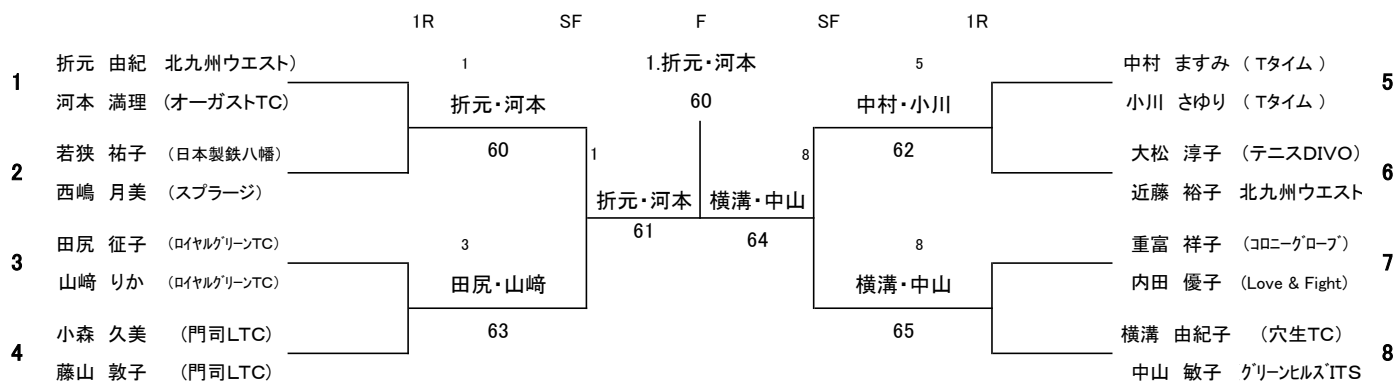 1R SF F SF 1R
折元 由紀 北九州ウエスト) 1 1.折元・河本 5 中村 ますみ ( Tタイム )
1 5
河本 満理 (オーガストTC) 折元・河本 60 中村・小川 小川 さゆり ( Tタイム )
若狭 祐子 (日本製鉄八幡) 60 1 8 62 大松 淳子 (テニスDIVO)
2 6
西嶋 月美 (スプラージ) 折元・河本 横溝・中山 近藤 裕子 北九州ウエスト
61 64
田尻 征子 (ロイヤルグリーンTC) 3 8 重富 祥子 (コロニーグローブ)
3 7
山﨑 りか (ロイヤルグリーンTC) 田尻・山﨑 横溝・中山 内田 優子 (Love & Fight)
小森 久美 (門司LTC) 63 65 横溝 由紀子 (穴生TC)
4 8
藤山 敦子 (門司LTC) 中山 敏子 グリーンヒルズITS